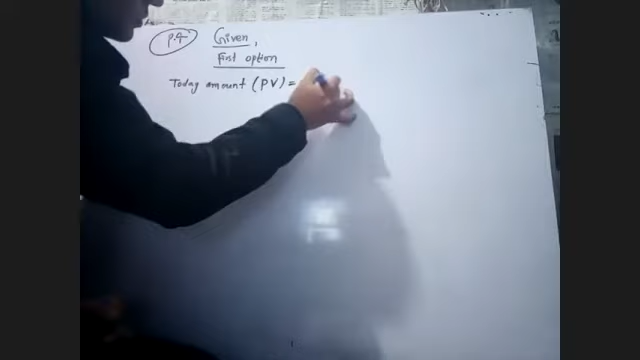 P.4 Given,
First option
Today amount (PV) =